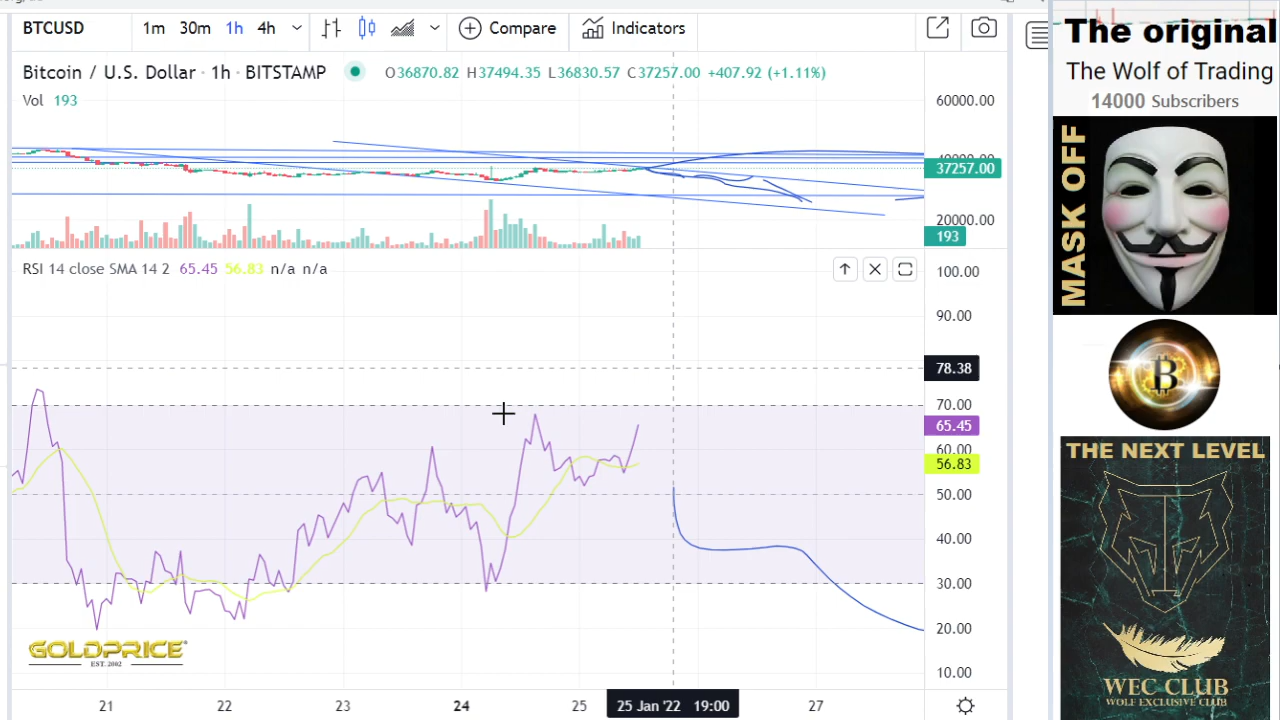 BTCUSD 1m 30m 1h 4h Compare Indicators
Bitcoin / U.S. Dollar · 1h · BITSTAMP O36870.82 H37494.35 L36830.57 C37257.00 +407.92 (+1.11%)
Vol 193
60000.00
40000.00
37257.00
20000.00
193
RSI 14 close SMA 14 2 65.45 56.83 n/a n/a
100.00
90.00
78.38
70.00
65.45
60.00
56.83
50.00
40.00
30.00
20.00
10.00
GOLDPRICE®
EST. 2002
21 22 23 24 25 25 Jan '22 19:00 27
The original
The Wolf of Trading
14000 Subscribers
MASK OFF
B
THE NEXT LEVEL
WEC CLUB
WOLF EXCLUSIVE CLUB